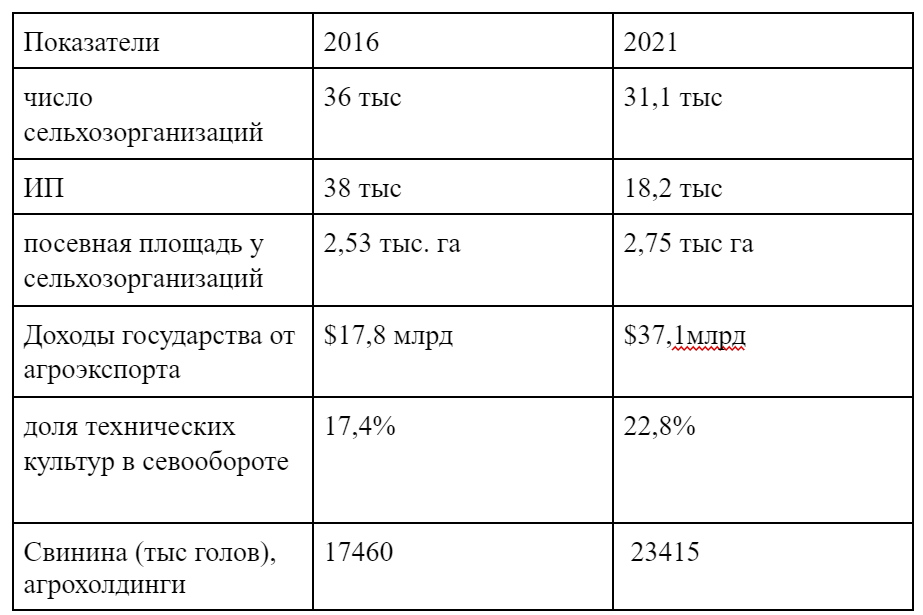 Показатели 2016 2021
число 36 тыс 31,1 тыс
сельхозорганизаций
ИП 38 тыс 18,2 тыс
посевная площадь у 2,53 тыс. га 2,75 тыс га
сельхозорганизаций
Доходы государства от $17,8 млрд $37,1млрд
агроэкспорта
доля технических 17,4% 22,8%
культур в севообороте
Свинина (тыс голов), 17460 23415
агрохолдинги